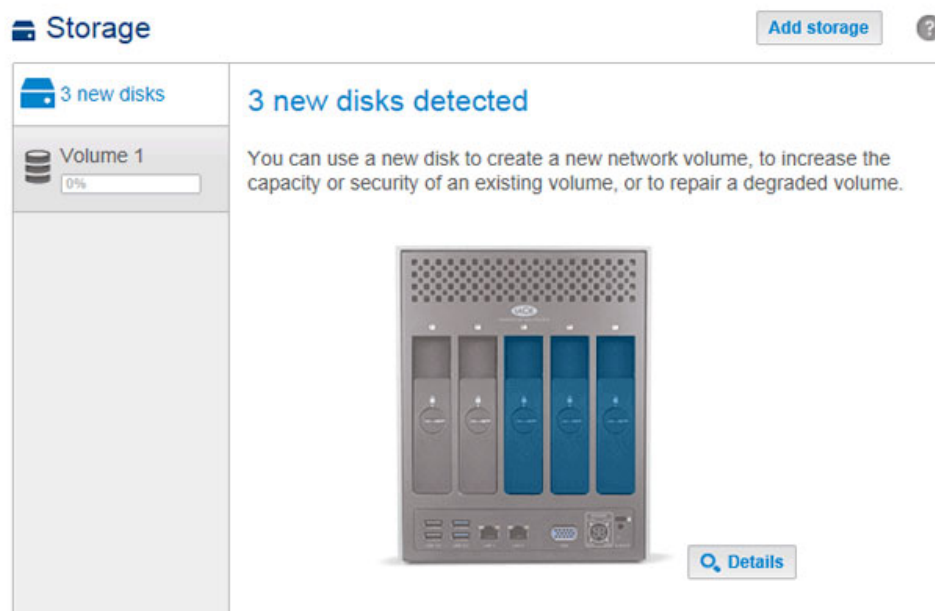 Storage
Add storage
?
3 new disks
Volume 1
0%
3 new disks detected
You can use a new disk to create a new network volume, to increase the
capacity or security of an existing volume, or to repair a degraded volume.
LACIE
Details